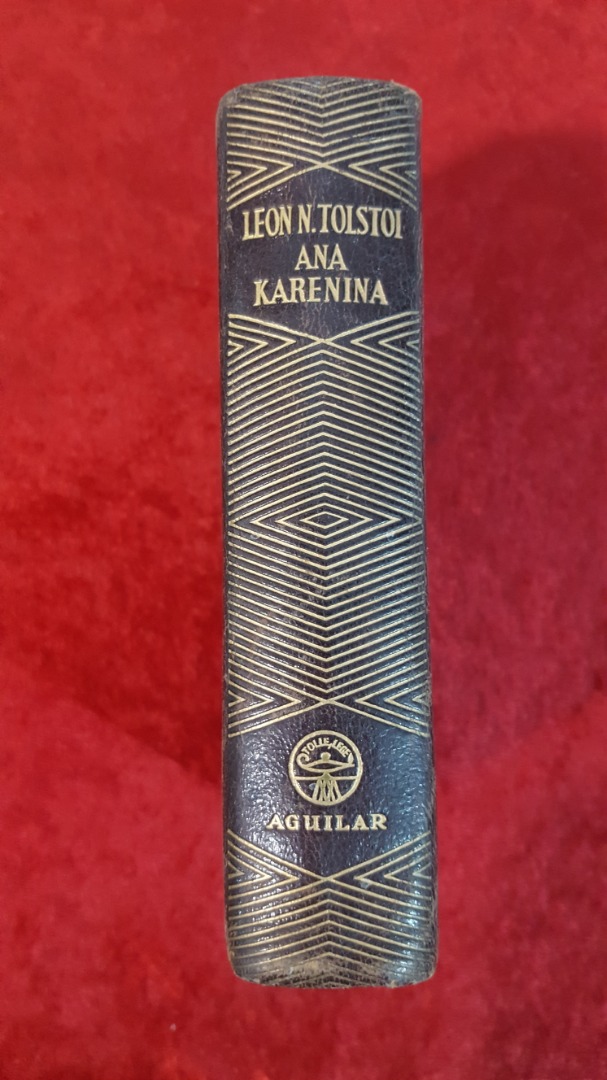 LEON N. TOLSTOI
ANA
KARENINA
TOLLE, LEGE
AGUILAR